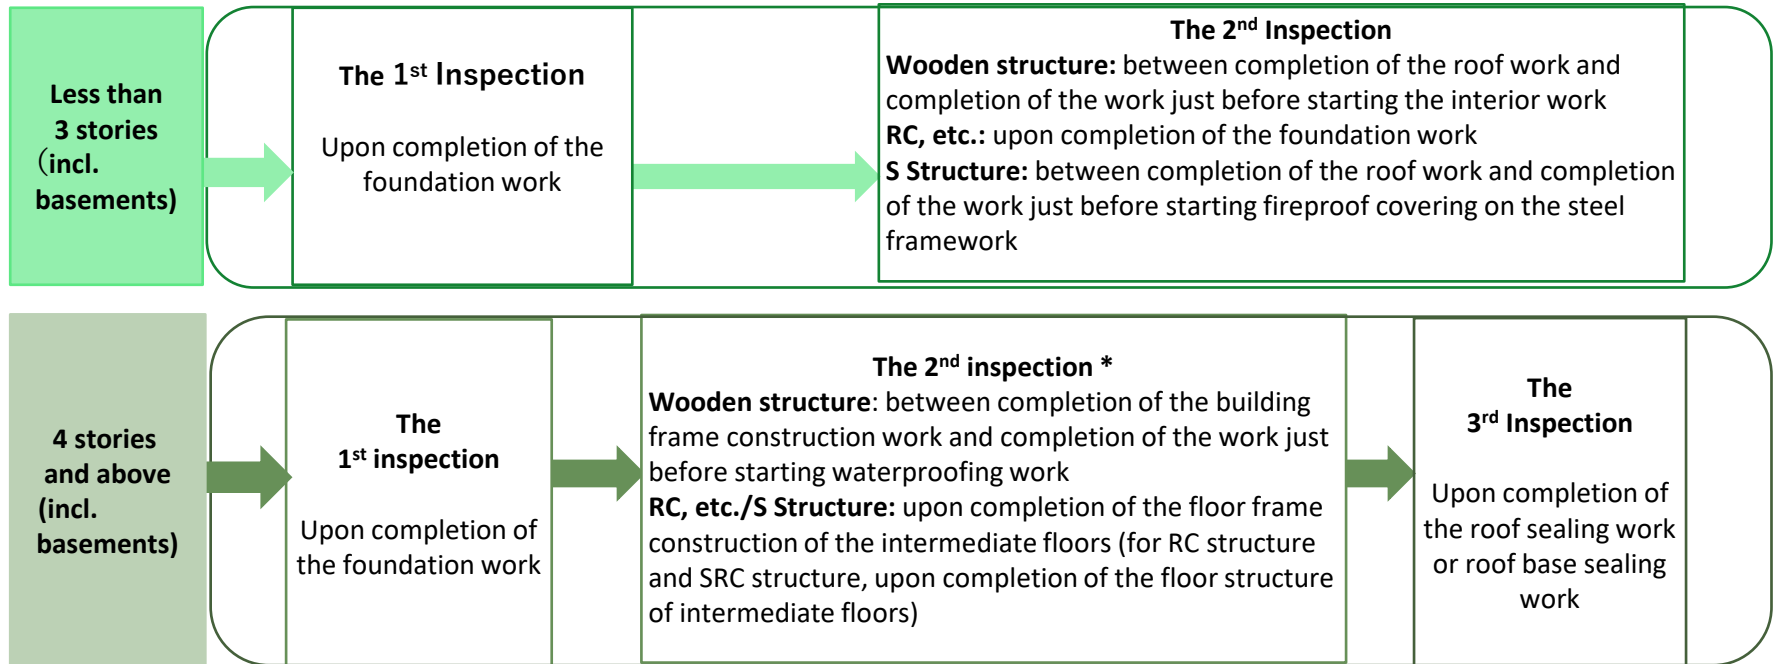 Less than
3 stories
（incl.
basements)
The 1st Inspection
Upon completion of the
foundation work
The 2nd Inspection
Wooden structure: between completion of the roof work and
completion of the work just before starting the interior work
RC, etc.: upon completion of the foundation work
S Structure: between completion of the roof work and completion
of the work just before starting fireproof covering on the steel
framework
4 stories
and above
(incl.
basements)
The
1st inspection
Upon completion of
the foundation work
The 2nd inspection *
Wooden structure: between completion of the building
frame construction work and completion of the work just
before starting waterproofing work
RC, etc./S Structure: upon completion of the floor frame
construction of the intermediate floors (for RC structure
and SRC structure, upon completion of the floor structure
of intermediate floors)
The
3rd Inspection
Upon completion of
the roof sealing work
or roof base sealing
work